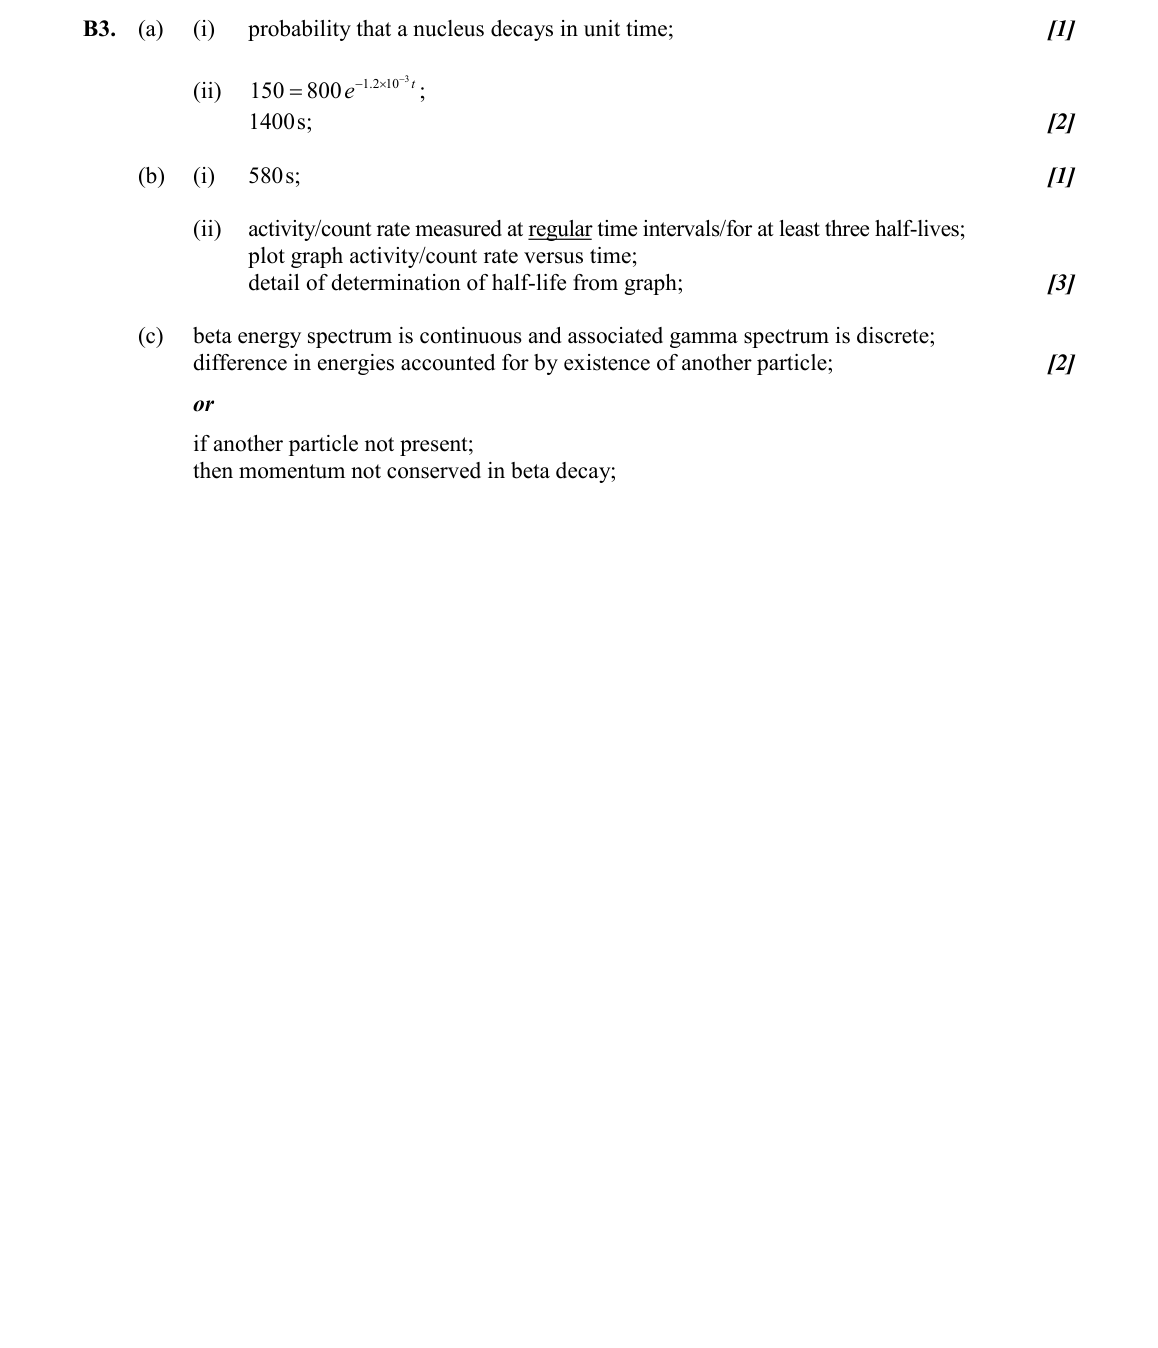 B3. (a) (i) probability that a nucleus decays in unit time; [1]
(ii) 150 = 800e^{−1.2×10^{−3}t};
1400s; [2]
(b) (i) 580s; [1]
(ii) activity/count rate measured at regular time intervals/for at least three half-lives;
plot graph activity/count rate versus time;
detail of determination of half-life from graph; [3]
(c) beta energy spectrum is continuous and associated gamma spectrum is discrete;
difference in energies accounted for by existence of another particle; [2]
or
if another particle not present;
then momentum not conserved in beta decay;